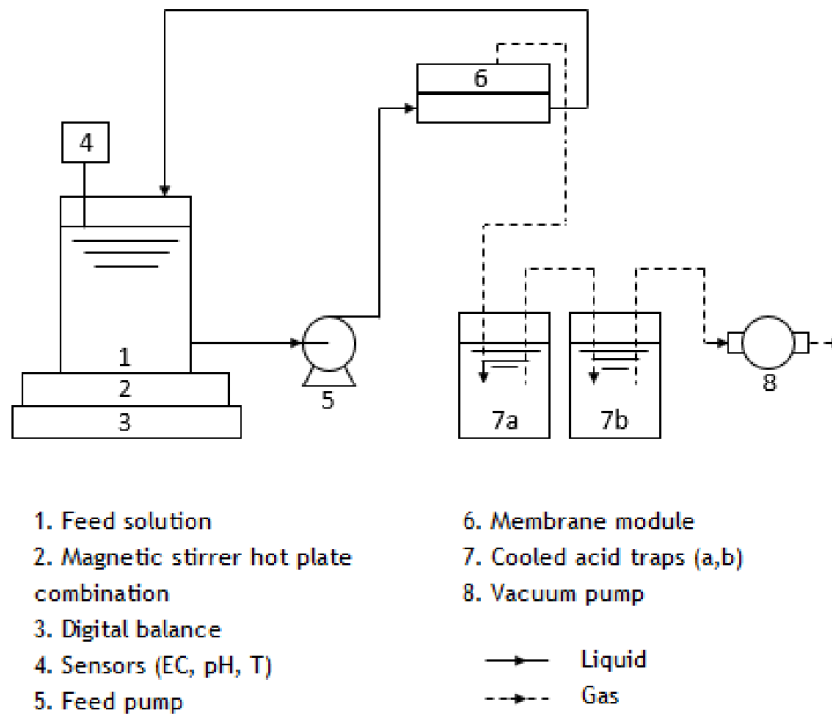 6
4
1
2
3
5
7a
7b
8
1. Feed solution
2. Magnetic stirrer hot plate
combination
3. Digital balance
4. Sensors (EC, pH, T)
5. Feed pump
6. Membrane module
7. Cooled acid traps (a,b)
8. Vacuum pump
Liquid
Gas